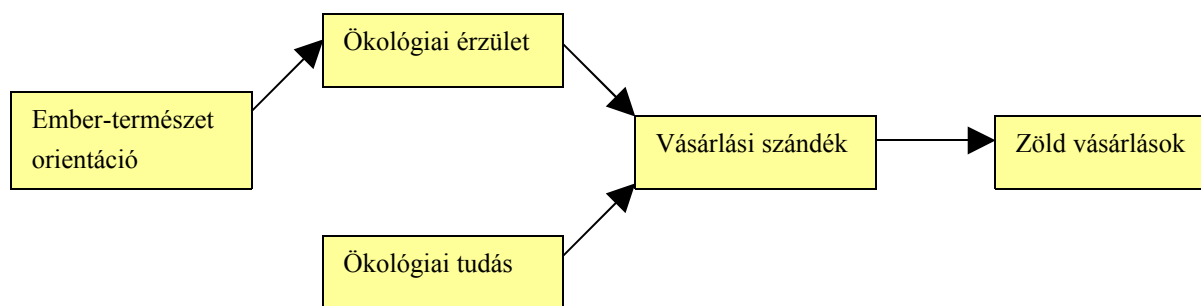 Ökológiai érzület
Ember-természet
orientáció
Vásárlási szándék
Zöld vásárlások
Ökológiai tudás